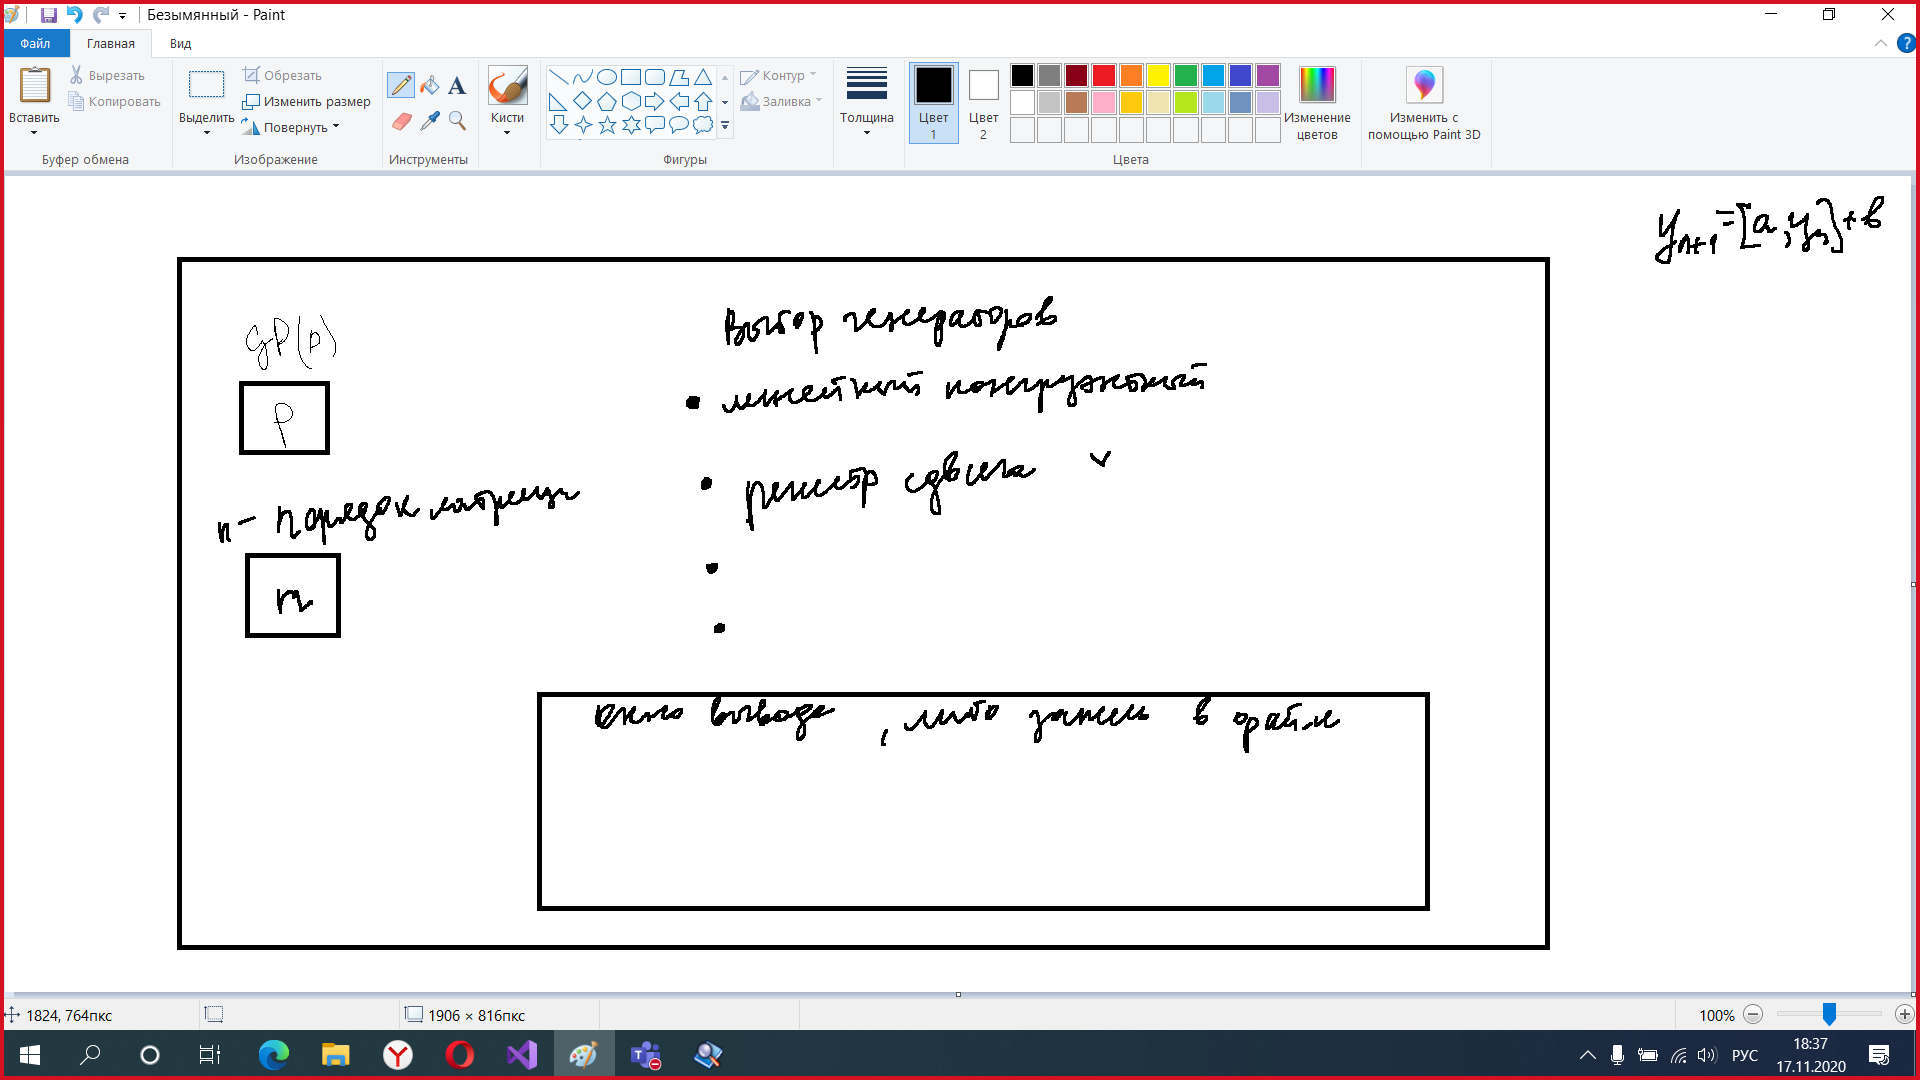 Безымянный - Paint
Файл Главная Вид
Вставить
Вырезать
Копировать
Буфер обмена
Выделить
Обрезать
Изменить размер
Повернуть
Изображение
Инструменты
Кисти
Контур
Заливка
Фигуры
Толщина
Цвет 1
Цвет 2
Изменение цветов
Цвета
Изменить с помощью Paint 3D
y_{n+1} = [a, y_n] + в
GP(p)
P
n - порядок матрицы
n
Выбор генераторов
• линейный конгруэнтный
• регистр сдвига v
•
•
окно вывода, либо запись в файл
1824, 764пкс
1906 × 816пкс
100%
РУС
18:37
17.11.2020